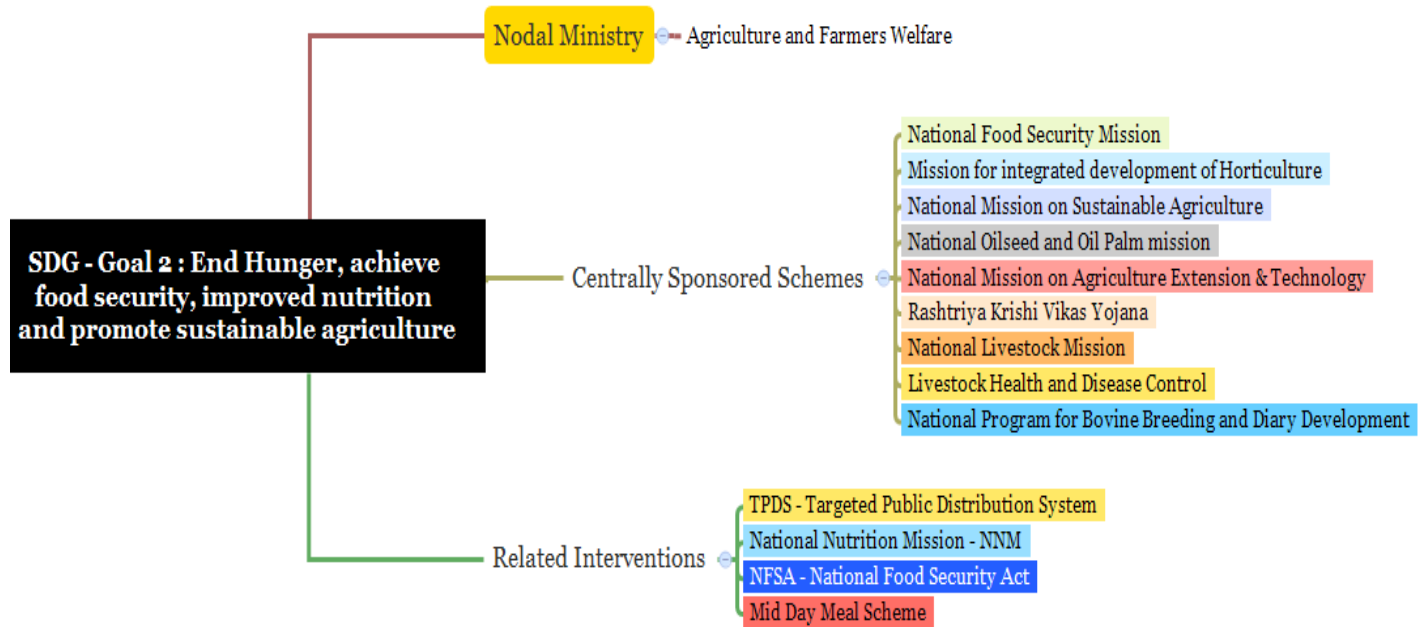 Nodal Ministry
Agriculture and Farmers Welfare
SDG - Goal 2 : End Hunger, achieve
food security, improved nutrition
and promote sustainable agriculture
Centrally Sponsored Schemes
National Food Security Mission
Mission for integrated development of Horticulture
National Mission on Sustainable Agriculture
National Oilseed and Oil Palm mission
National Mission on Agriculture Extension & Technology
Rashtriya Krishi Vikas Yojana
National Livestock Mission
Livestock Health and Disease Control
National Program for Bovine Breeding and Diary Development
Related Interventions
TPDS - Targeted Public Distribution System
National Nutrition Mission - NNM
NFSA - National Food Security Act
Mid Day Meal Scheme